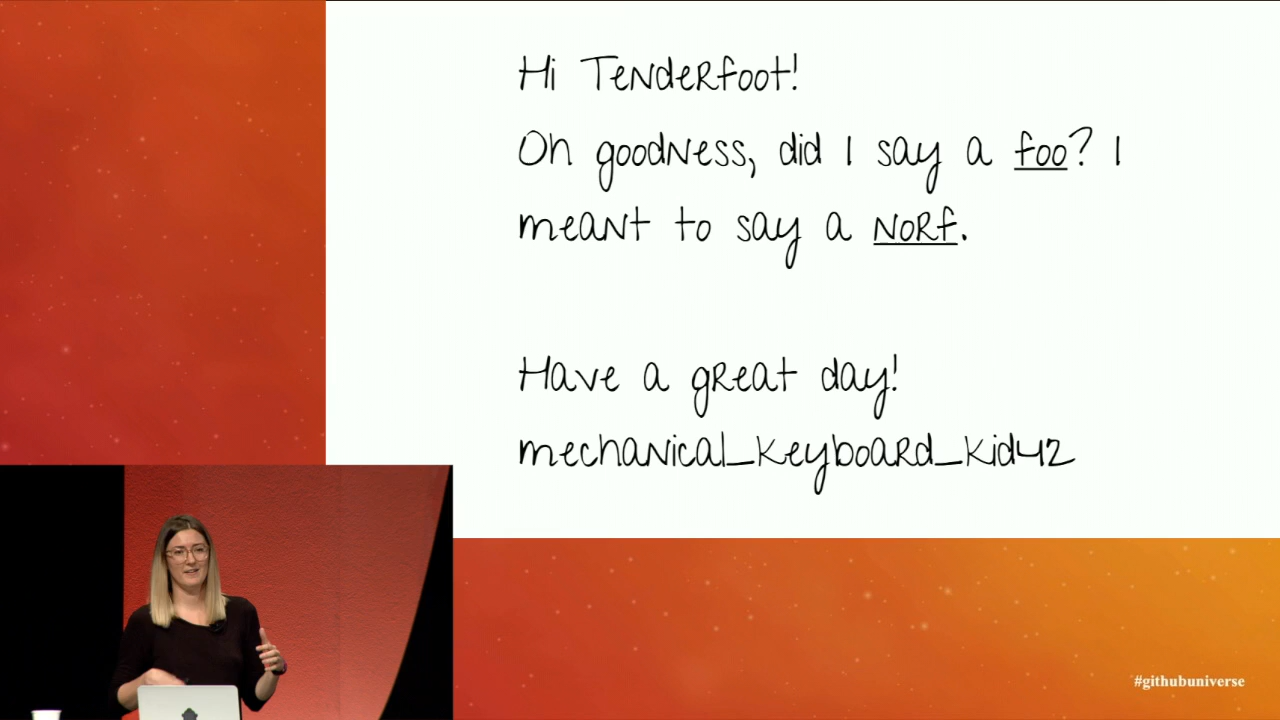 Hi Tenderfoot!
Oh goodness, did I say a foo? I
meant to say a norf.
Have a great day!
mechanical_keyboard_kid42
#githubuniverse